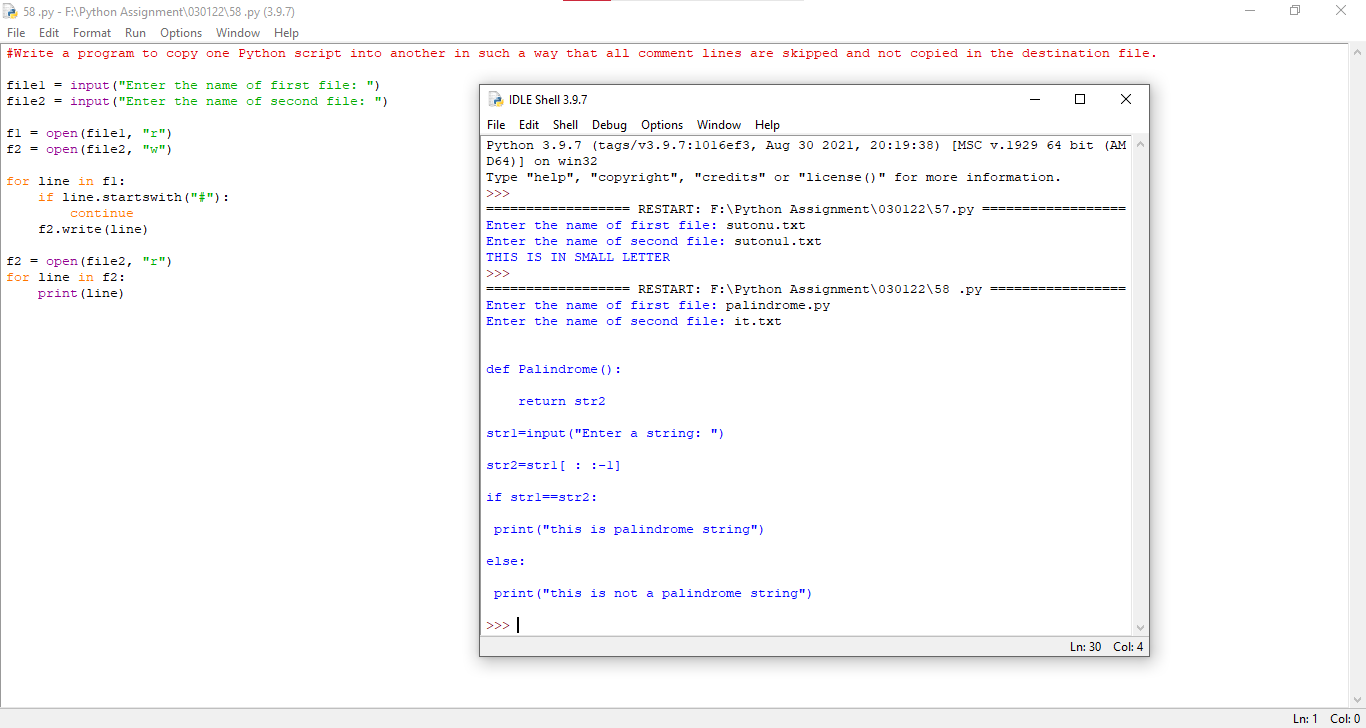 58 .py - F:\Python Assignment\030122\58 .py (3.9.7)
File Edit Format Run Options Window Help
#Write a program to copy one Python script into another in such a way that all comment lines are skipped and not copied in the destination file.
file1 = input("Enter the name of first file: ")
file2 = input("Enter the name of second file: ")
f1 = open(file1, "r")
f2 = open(file2, "w")
for line in f1:
    if line.startswith("#"):
        continue
    f2.write(line)
f2 = open(file2, "r")
for line in f2:
    print(line)
Ln: 1 Col: 0
IDLE Shell 3.9.7
File Edit Shell Debug Options Window Help
Python 3.9.7 (tags/v3.9.7:1016ef3, Aug 30 2021, 20:19:38) [MSC v.1929 64 bit (AM
D64)] on win32
Type "help", "copyright", "credits" or "license()" for more information.
>>>
================== RESTART: F:\Python Assignment\030122\57.py ==================
Enter the name of first file: sutonu.txt
Enter the name of second file: sutonu1.txt
THIS IS IN SMALL LETTER
>>>
================== RESTART: F:\Python Assignment\030122\58 .py =================
Enter the name of first file: palindrome.py
Enter the name of second file: it.txt
def Palindrome():
    return str2
str1=input("Enter a string: ")
str2=str1[ : :-1]
if str1==str2:
 print("this is palindrome string")
else:
 print("this is not a palindrome string")
>>>
Ln: 30 Col: 4